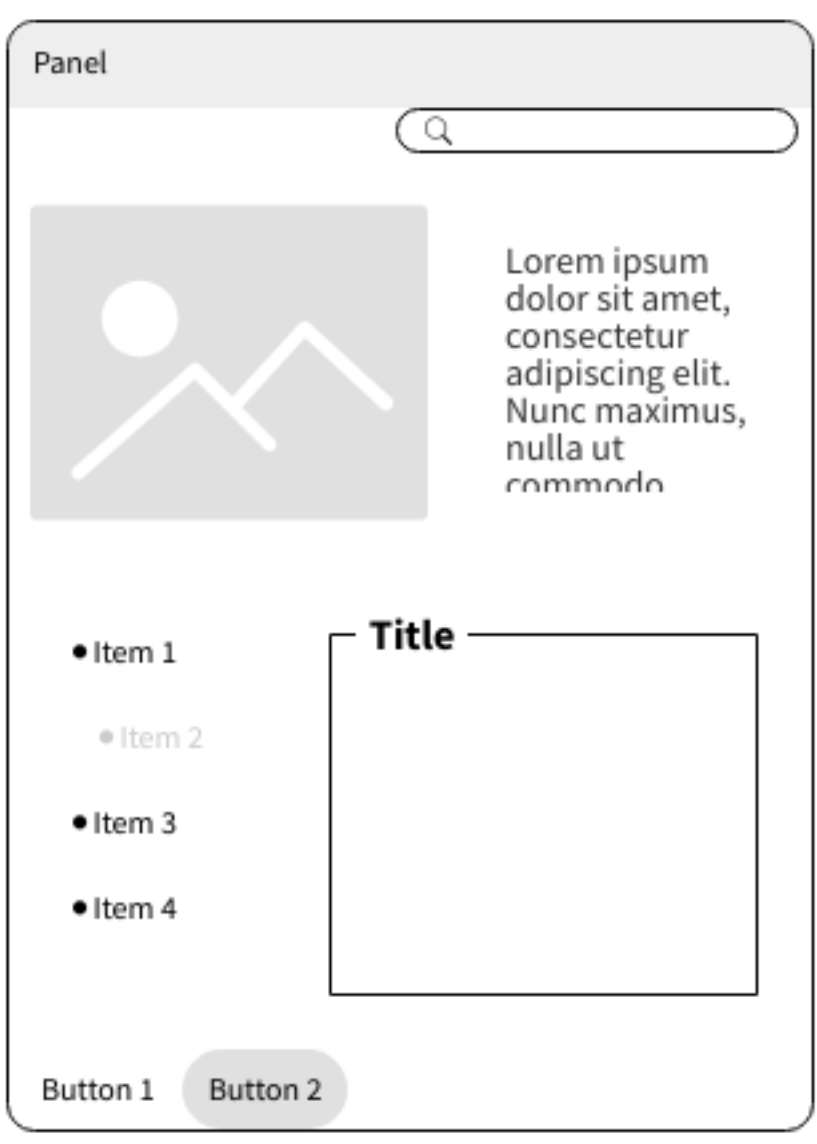 Panel
Lorem ipsum
dolor sit amet,
consectetur
adipiscing elit.
Nunc maximus,
nulla ut
commodo
Title
Item 1
Item 2
Item 3
Item 4
Button 1
Button 2